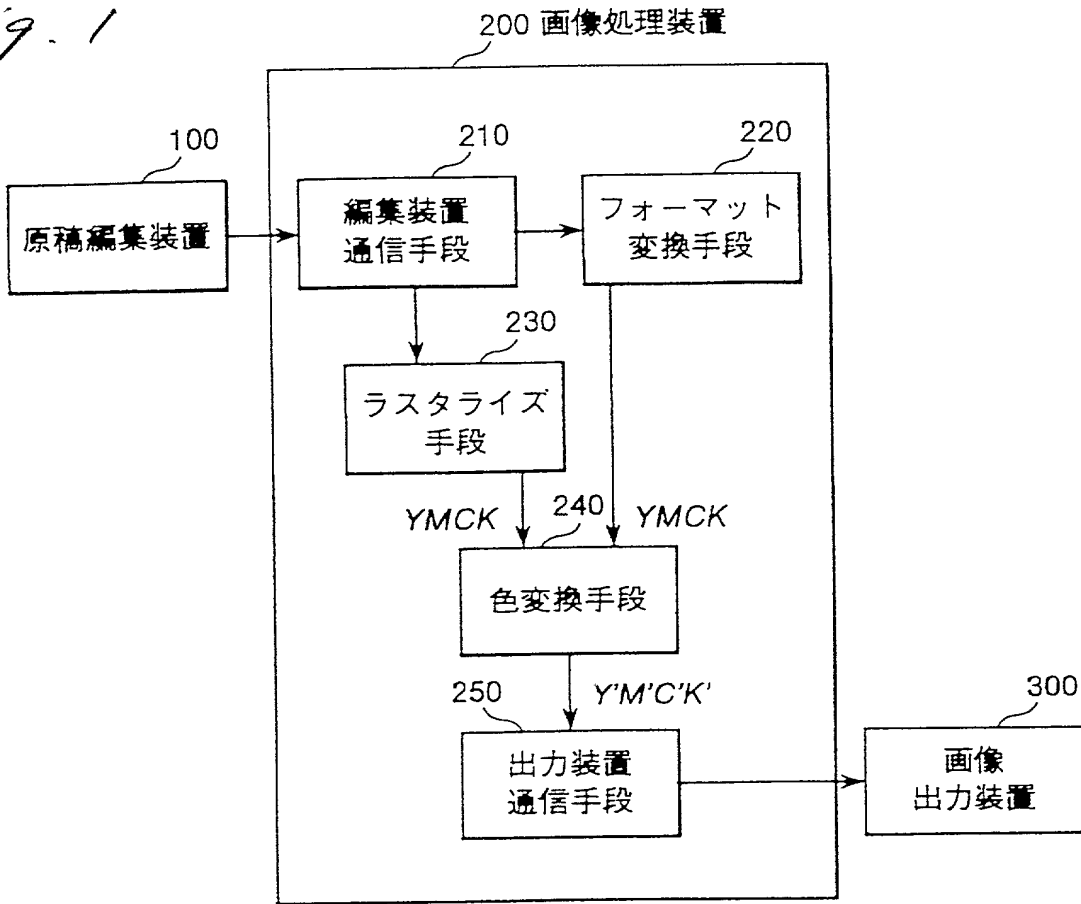 g. 1
200 画像処理装置
100
210
220
原稿編集装置
編集装置
通信手段
フォーマット
変換手段
230
ラスタライズ
手段
YMCK
240
YMCK
色変換手段
Y'M'C'K'
250
出力装置
通信手段
300
画像
出力装置